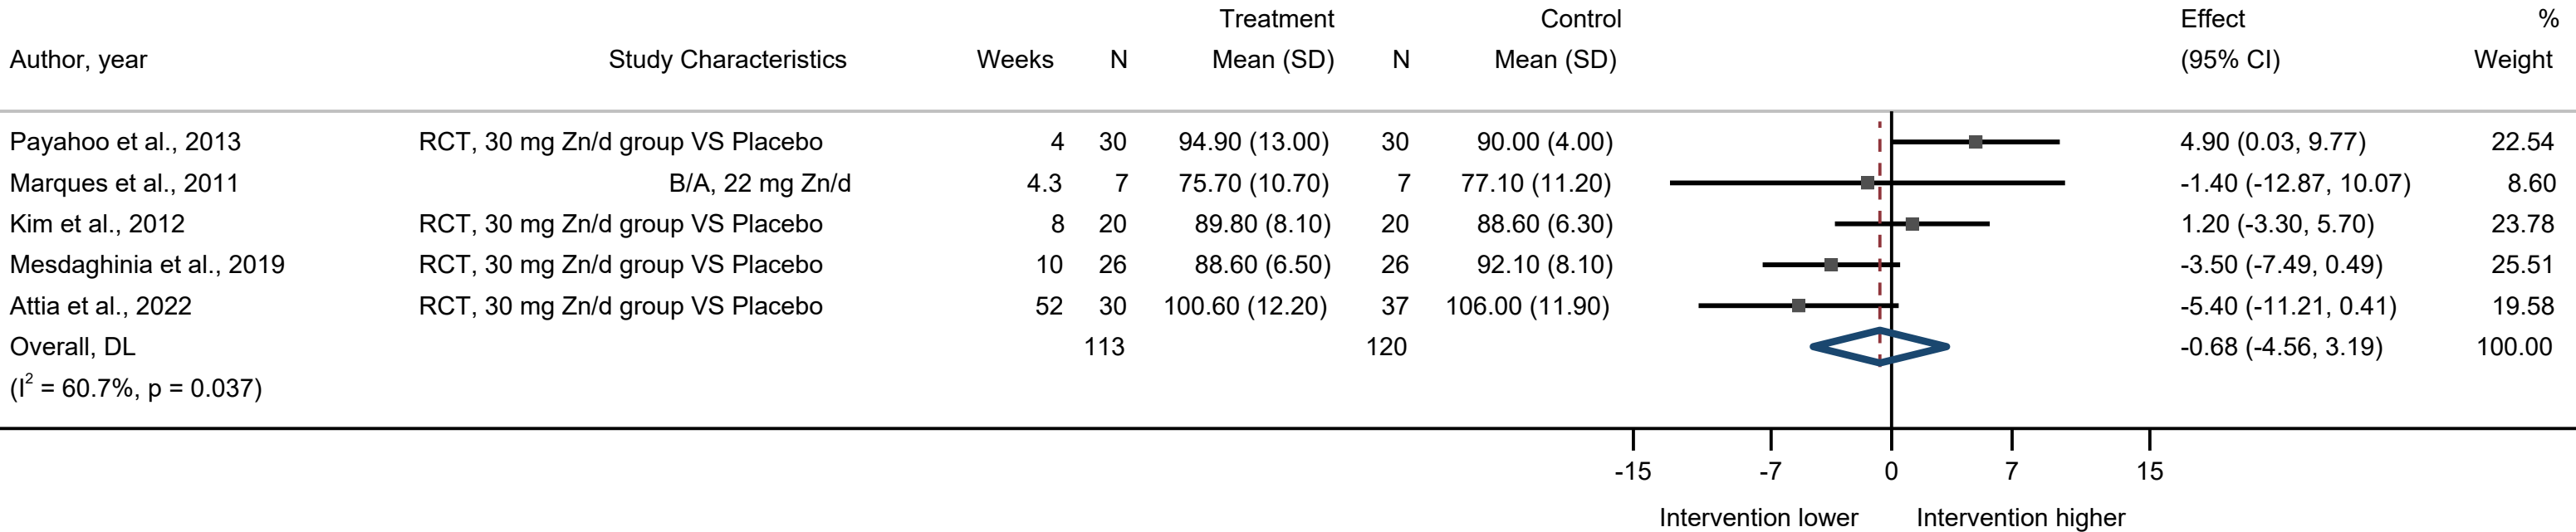 Treatment Control Effect %
Author, year Study Characteristics Weeks N Mean (SD) N Mean (SD) (95% CI) Weight
Payahoo et al., 2013 RCT, 30 mg Zn/d group VS Placebo 4 30 94.90 (13.00) 30 90.00 (4.00) 4.90 (0.03, 9.77) 22.54
Marques et al., 2011 B/A, 22 mg Zn/d 4.3 7 75.70 (10.70) 7 77.10 (11.20) -1.40 (-12.87, 10.07) 8.60
Kim et al., 2012 RCT, 30 mg Zn/d group VS Placebo 8 20 89.80 (8.10) 20 88.60 (6.30) 1.20 (-3.30, 5.70) 23.78
Mesdaghinia et al., 2019 RCT, 30 mg Zn/d group VS Placebo 10 26 88.60 (6.50) 26 92.10 (8.10) -3.50 (-7.49, 0.49) 25.51
Attia et al., 2022 RCT, 30 mg Zn/d group VS Placebo 52 30 100.60 (12.20) 37 106.00 (11.90) -5.40 (-11.21, 0.41) 19.58
Overall, DL 113 120 -0.68 (-4.56, 3.19) 100.00
(I² = 60.7%, p = 0.037)
-15 -7 0 7 15
Intervention lower Intervention higher